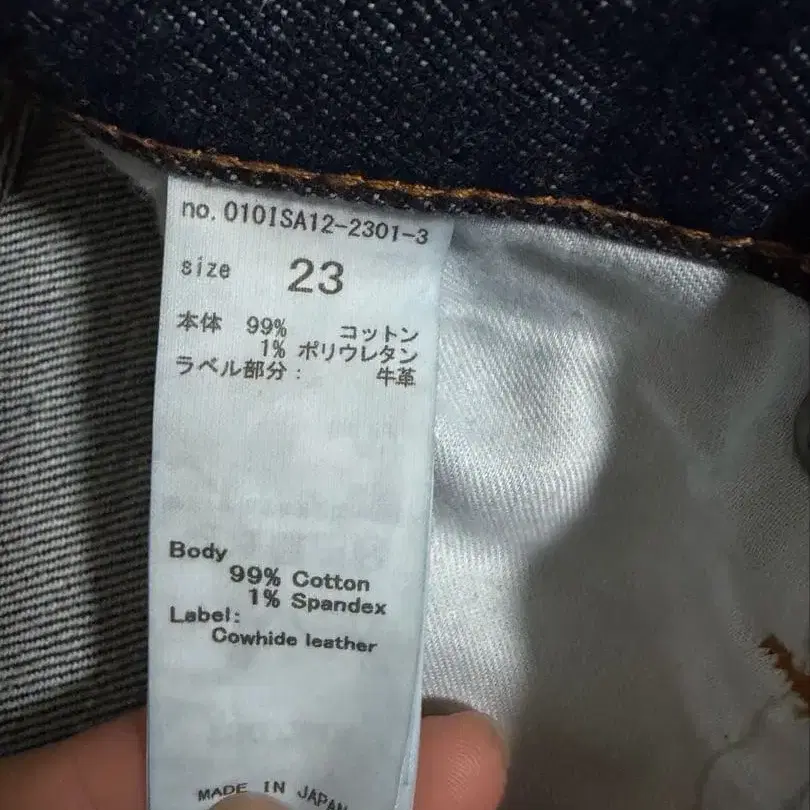 no. 010ISA12-2301-3
size 23
本体 99% コットン
1% ポリウレタン
ラベル部分： 牛革
Body
99% Cotton
1% Spandex
Label:
Cowhide leather
MADE IN JAPAN